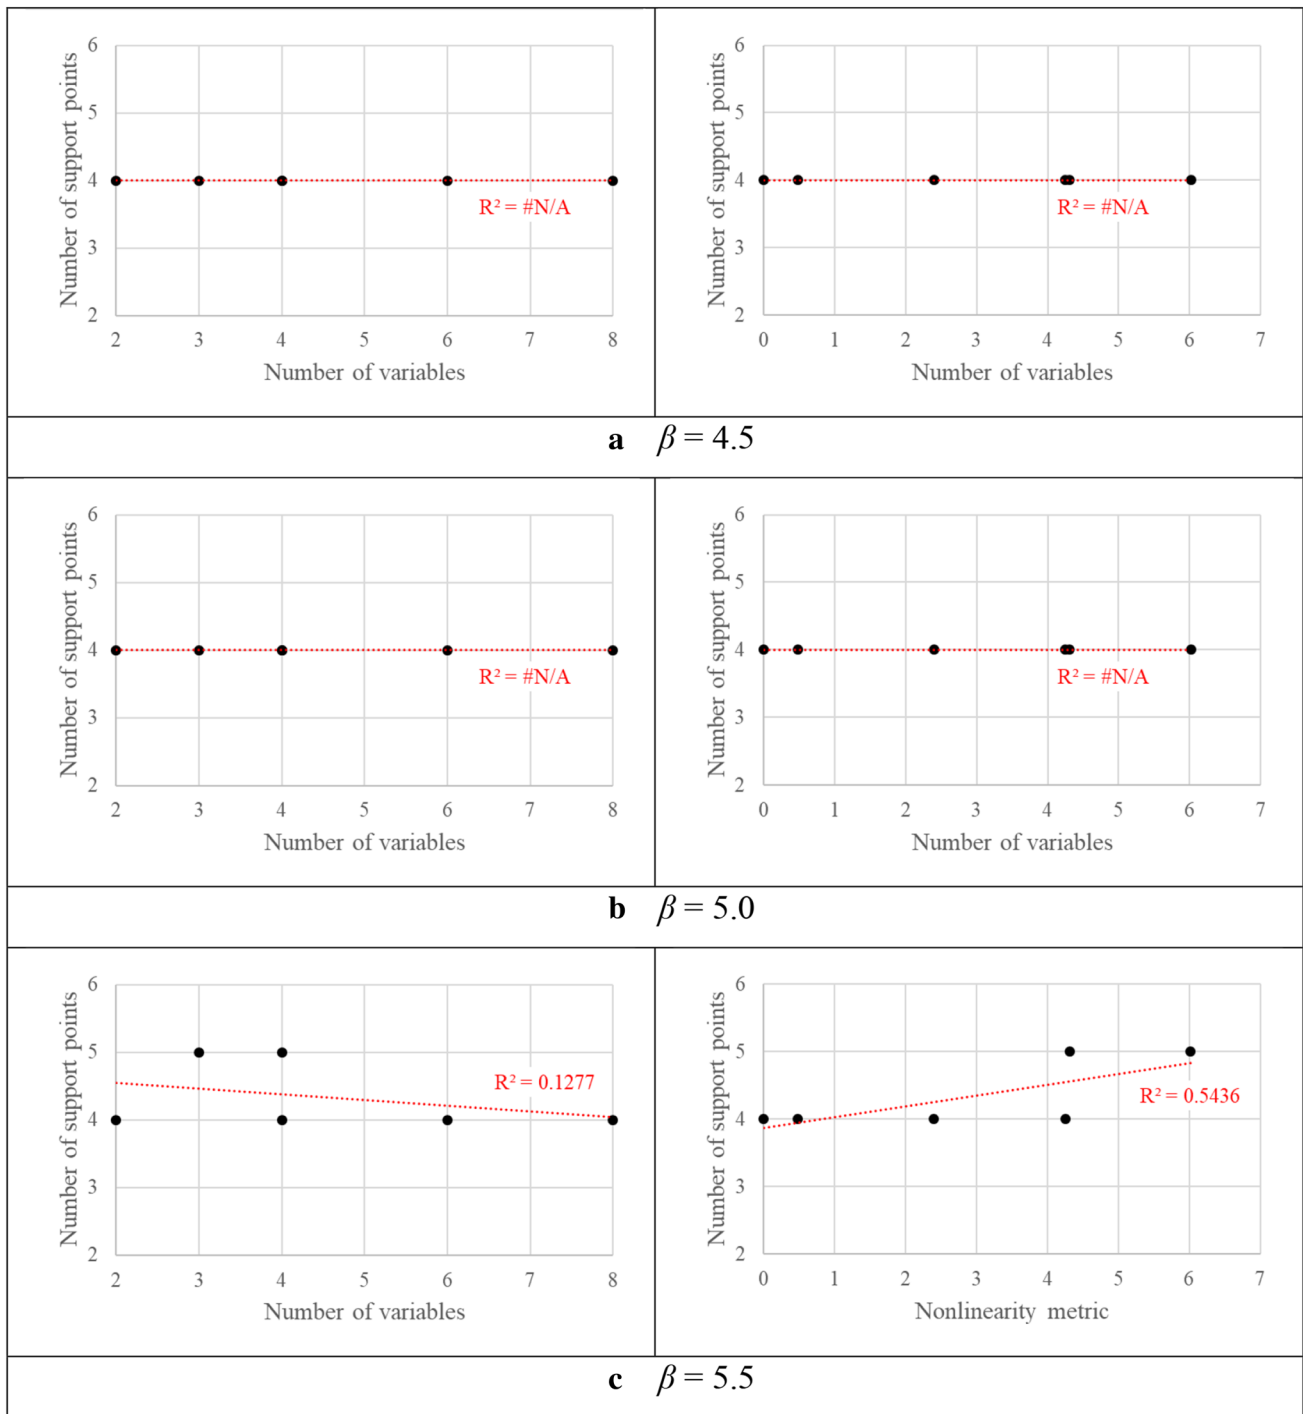 6
5
4
3
2
Number of support points
R² = #N/A
2 3 4 5 6 7 8
Number of variables
6
5
4
3
2
Number of support points
R² = #N/A
0 1 2 3 4 5 6 7
Number of variables
a β = 4.5
6
5
4
3
2
Number of support points
R² = #N/A
2 3 4 5 6 7 8
Number of variables
6
5
4
3
2
Number of support points
R² = #N/A
0 1 2 3 4 5 6 7
Number of variables
b β = 5.0
6
5
4
3
2
Number of support points
R² = 0.1277
2 3 4 5 6 7 8
Number of variables
6
5
4
3
2
Number of support points
R² = 0.5436
0 1 2 3 4 5 6 7
Nonlinearity metric
c β = 5.5